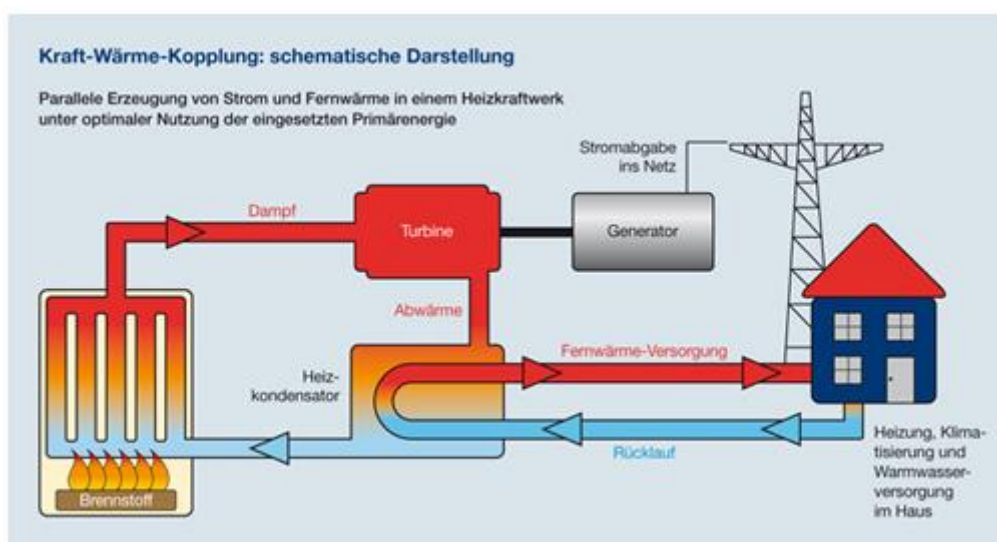 Kraft-Wärme-Kopplung: schematische Darstellung
Parallele Erzeugung von Strom und Fernwärme in einem Heizkraftwerk
unter optimaler Nutzung der eingesetzten Primärenergie
Stromabgabe
ins Netz
Dampf
Turbine
Generator
Abwärme
Fernwärme-Versorgung
Heiz-
kondensator
Rücklauf
Heizung, Klima-
tisierung und
Warmwasser-
versorgung
im Haus
Brennstoff